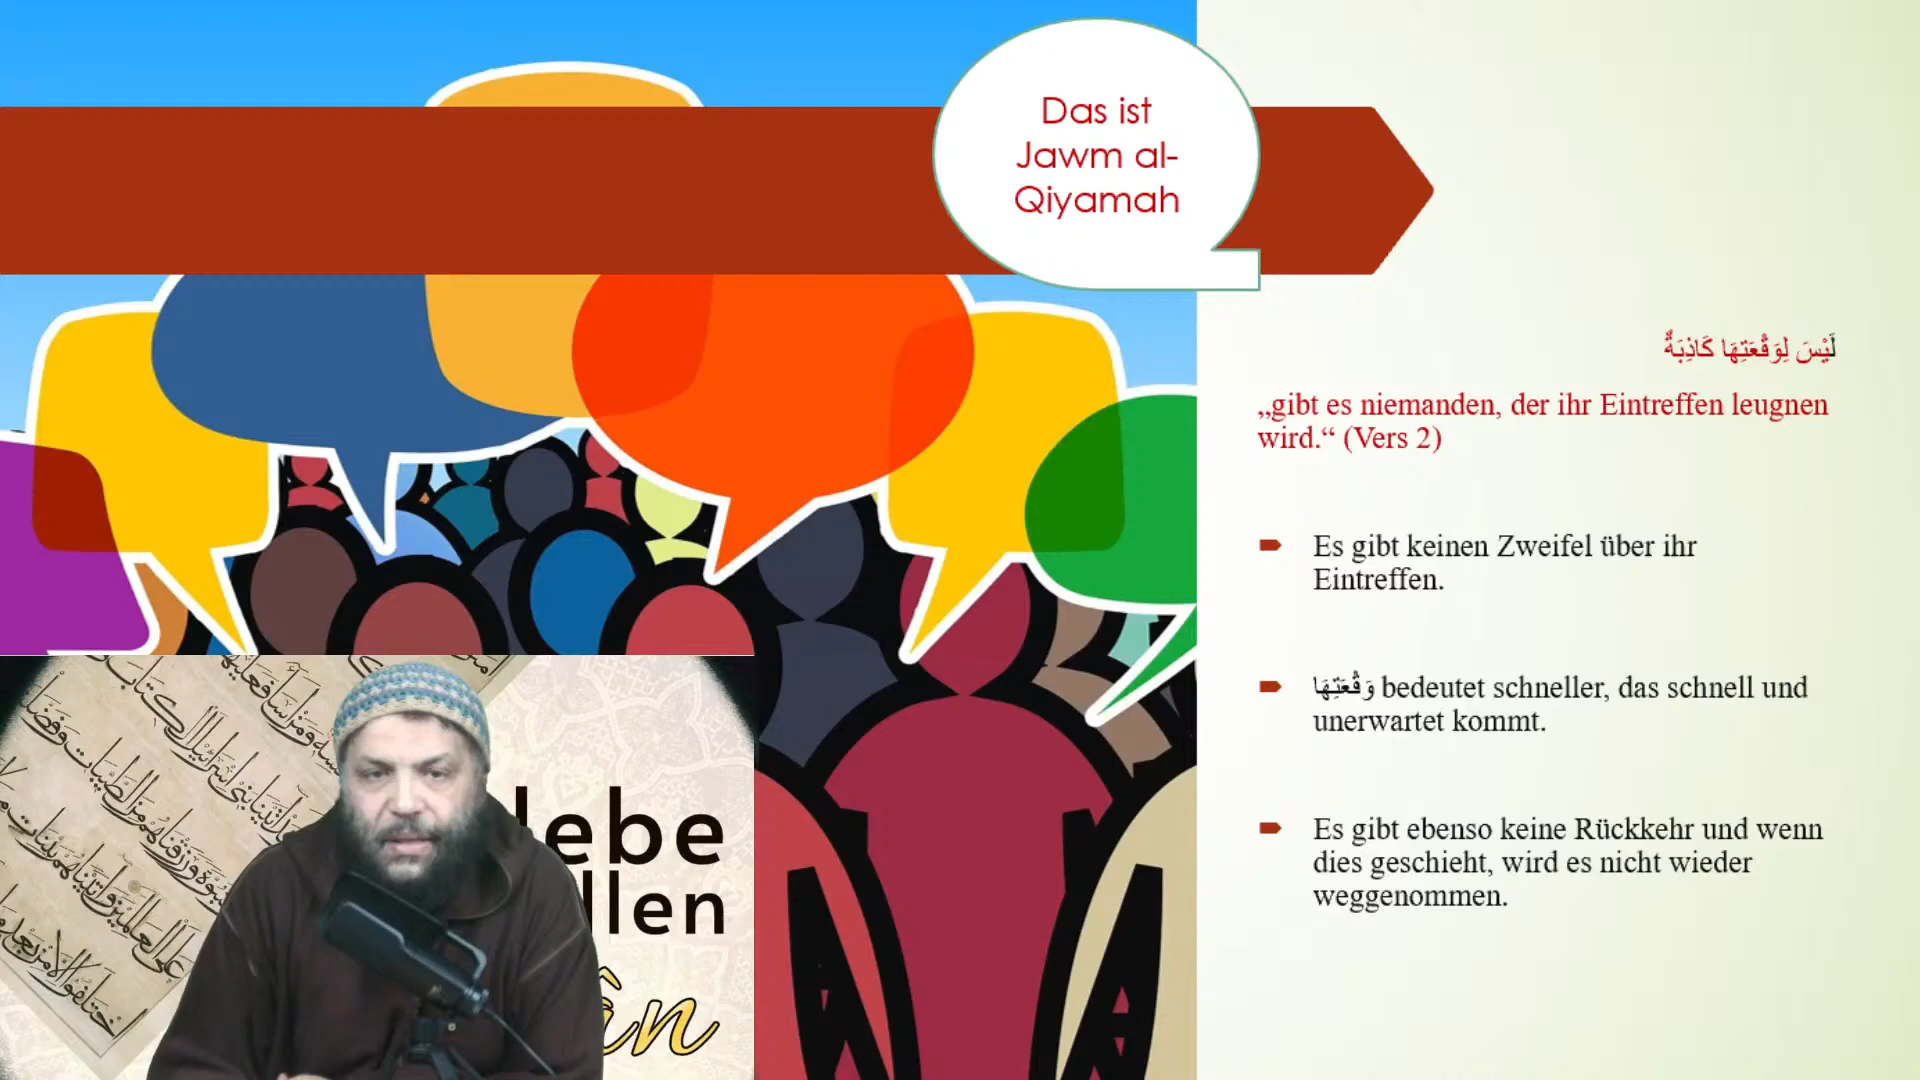 Das ist
Jawm al-
Qiyamah
لَيْسَ لِوَقْعَتِهَا كَاذِبَةٌ
„gibt es niemanden, der ihr Eintreffen leugnen
wird.“ (Vers 2)
Es gibt keinen Zweifel über ihr
Eintreffen.
وَقْعَتِهَا bedeutet schneller, das schnell und
unerwartet kommt.
Es gibt ebenso keine Rückkehr und wenn
dies geschieht, wird es nicht wieder
weggenommen.
lebe
llen
ân